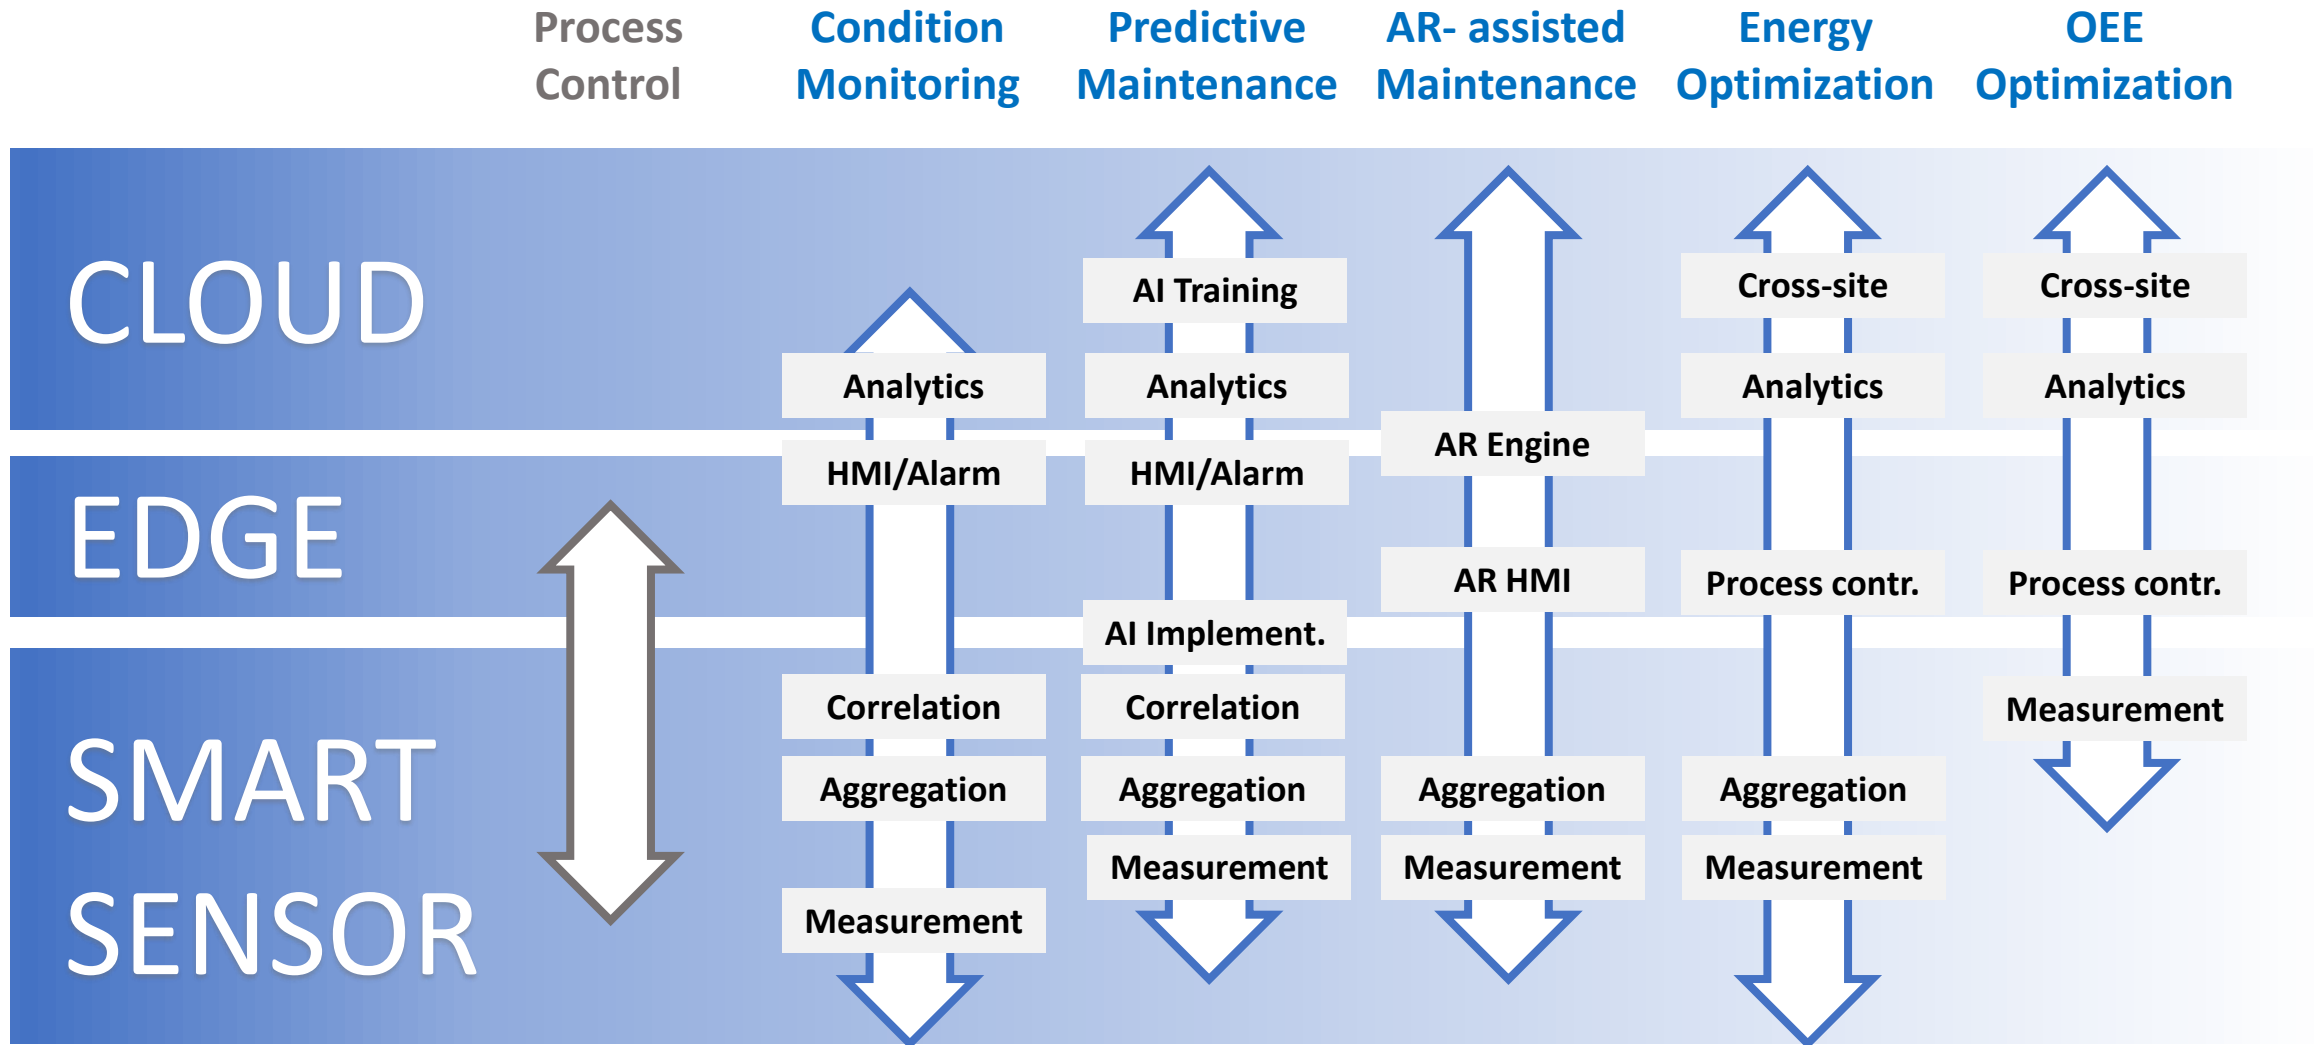 Process
Control
Condition
Monitoring
Predictive
Maintenance
AR- assisted
Maintenance
Energy
Optimization
OEE
Optimization
CLOUD
EDGE
SMART
SENSOR
Analytics
HMI/Alarm
Correlation
Aggregation
Measurement
AI Training
Analytics
HMI/Alarm
AI Implement.
Correlation
Aggregation
Measurement
AR Engine
AR HMI
Aggregation
Measurement
Cross-site
Analytics
Process contr.
Aggregation
Measurement
Cross-site
Analytics
Process contr.
Measurement